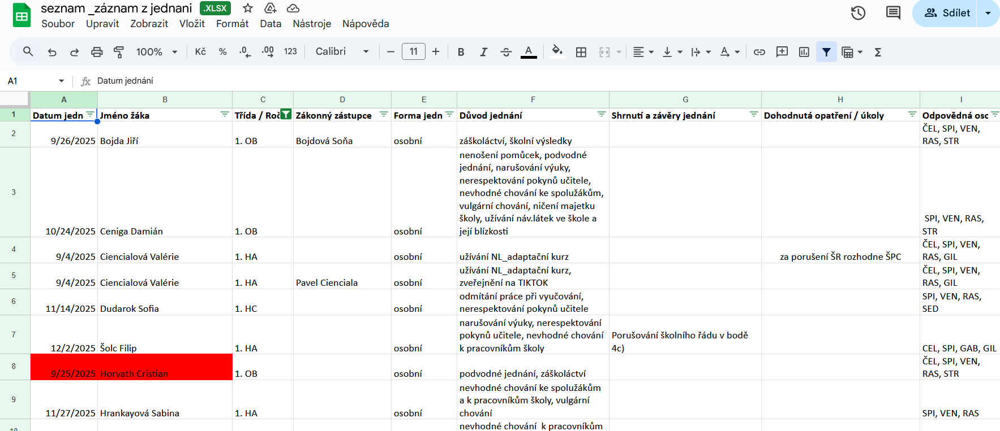 seznam _záznam z jednani .XLSX
Soubor Upravit Zobrazit Vložit Formát Data Nástroje Nápověda
Sdílet
100% Kč % .0 .00 123 Calibri 11 B I S A A Σ
A1 fx Datum jednání
A B C D E F G H I
1 Datum jedn Jméno žáka Třída / Roč Zákonný zástupce Forma jedn Důvod jednání Shrnutí a závěry jednání Dohodnutá opatření / úkoly Odpovědná oso
2 9/26/2025 Bojda Jiří 1. OB Bojdová Soňa osobní záškoláctví, školní výsledky ČEL, SPI, VEN,
RAS, STR
nenošení pomůcek, podvodné
jednání, narušování výuky,
nerespektování pokynů učitele,
3 nevhodné chování ke spolužákům,
vulgární chování, ničení majetku
školy, užívání náv.látek ve škole a SPI, VEN, RAS,
10/24/2025 Ceniga Damián 1. OB osobní její blízkosti STR
4 ČEL, SPI, VEN,
9/4/2025 Ciencialová Valérie 1. HA osobní užívání NL_adaptační kurz za porušení ŠR rozhodne ŠPC RAS, GIL
5 užívání NL_adaptační kurz, ČEL, SPI, VEN,
9/4/2025 Ciencialová Valérie 1. HA Pavel Cienciala osobní zveřejnění na TIKTOK RAS, GIL
6 odmítání práce při vyučování, SPI, VEN, RAS,
11/14/2025 Dudarok Sofia 1. HC osobní nerespektování pokynů učitele SED
narušování výuky, nerespektování
7 pokynů učitele, nevhodné chování Porušování školního řádu v bodě
12/2/2025 Šolc Filip 1. HA osobní k pracovníkům školy 4c) CEL, SPI, GAB, GIL
8 ČEL, SPI, VEN,
9/25/2025 Horvath Cristian 1. OB osobní podvodné jednání, záškoláctví RAS, STR
nevhodné chování ke spolužákům
9 a k pracovníkům školy, vulgární
11/27/2025 Hrankayová Sabina 1. HA osobní chování SPI, VEN, RAS
10 nevhodné chování k pracovníkům